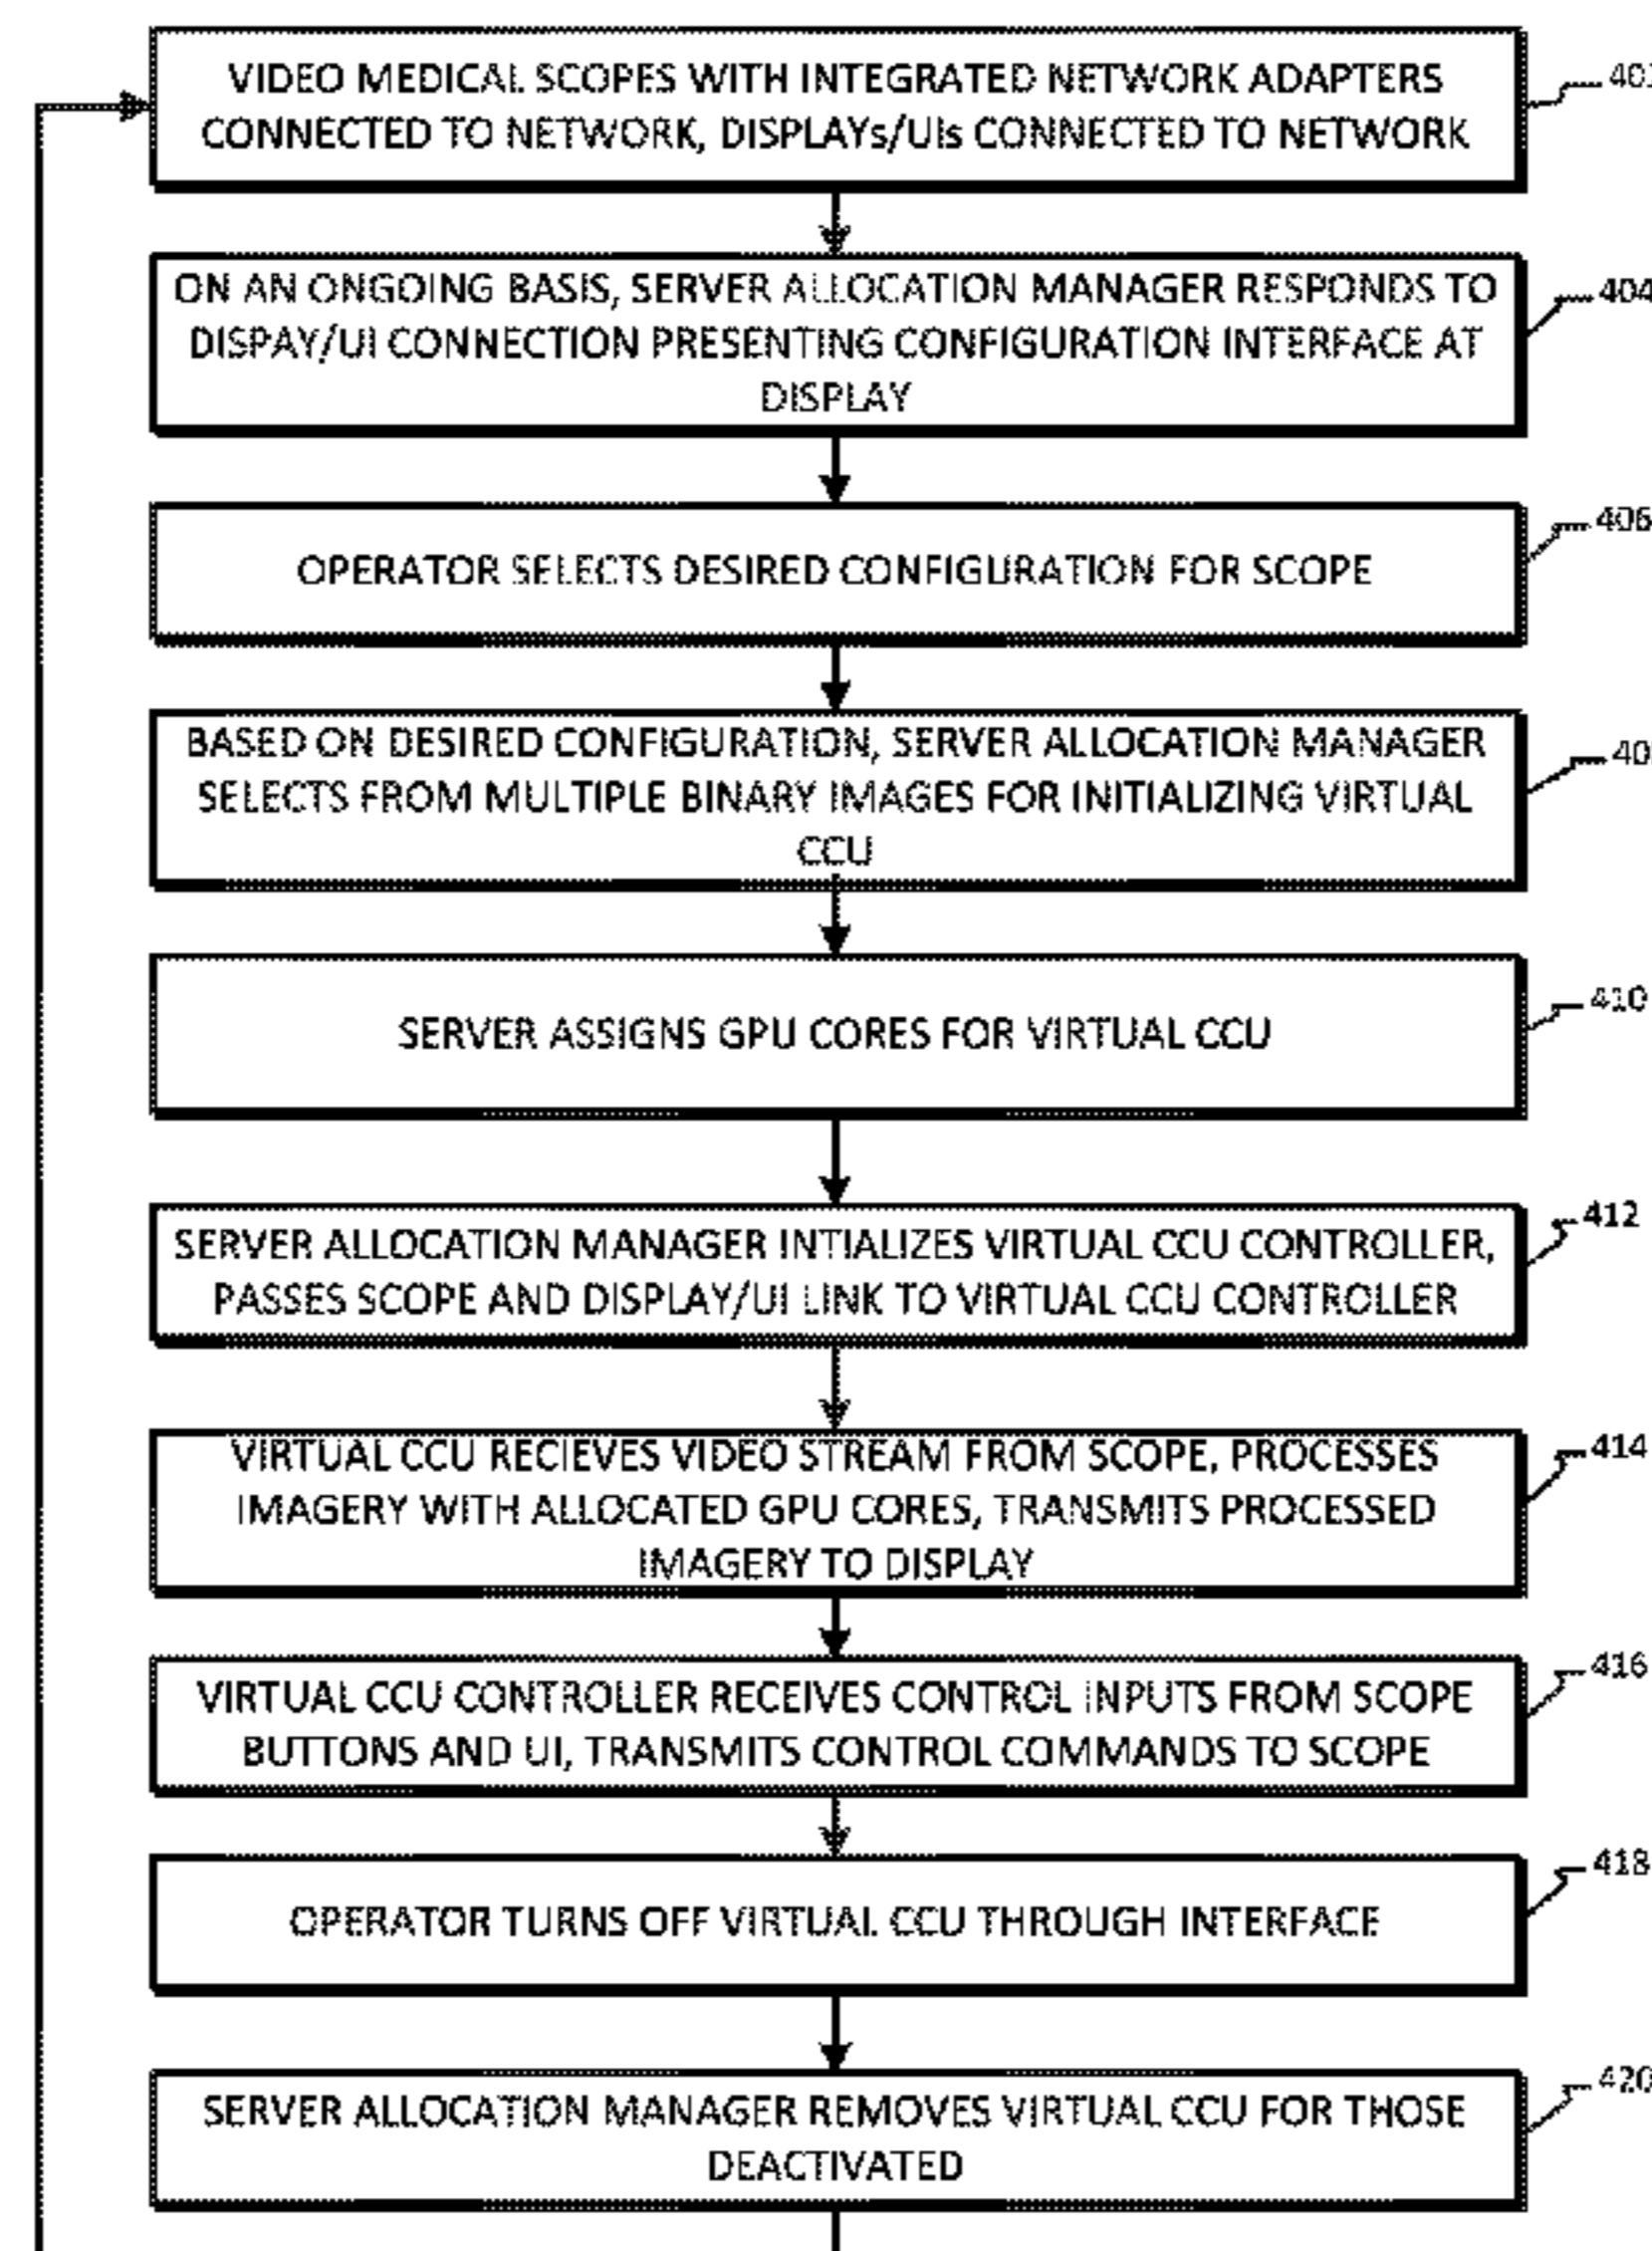 VIDEO MEDICAL SCOPES WITH INTEGRATED NETWORK ADAPTERS
CONNECTED TO NETWORK, DISPLAYs/UIs CONNECTED TO NETWORK
ON AN ONGOING BASIS, SERVER ALLOCATION MANAGER RESPONDS TO
404
DISPAY/UI CONNECTION PRESENTING CONFIGURATION INTERFACE AT
DISPLAY
406
OPERATOR SELECTS DESIRED CONFIGURATION FOR SCOPE
BASED ON DESIRED CONFIGURATION, SERVER ALLOCATION MANAGER
40
SELECTS FROM MULTIPLE BINARY IMAGES FOR INITIALIZING VIRTUAL
CCU
410
SERVER ASSIGNS GPU CORES FOR VIRTUAL CCU
412
SERVER ALLOCATION MANAGER INTIALIZES VIRTUAL CCU CONTROLLER,
PASSES SCOPE AND DISPLAY/UI LINK TO VIRTUAL CCU CONTROLLER
414
VIRTUAL CCU RECIEVES VIDEO STREAM FROM SCOPE, PROCESSES
IMAGERY WITH ALLOCATED GPU CORES, TRANSMITS PROCESSED
IMAGERY TO DISPLAY
416
VIRTUAL CCU CONTROLLER RECEIVES CONTROL INPUTS FROM SCOPE
BUTTONS AND UI, TRANSMITS CONTROL COMMANDS TO SCOPE
418
OPERATOR TURNS OFF VIRTUAL CCU THROUGH INTERFACE
420
SERVER ALLOCATION MANAGER REMOVES VIRTUAL CCU FOR THOSE
DEACTIVATED